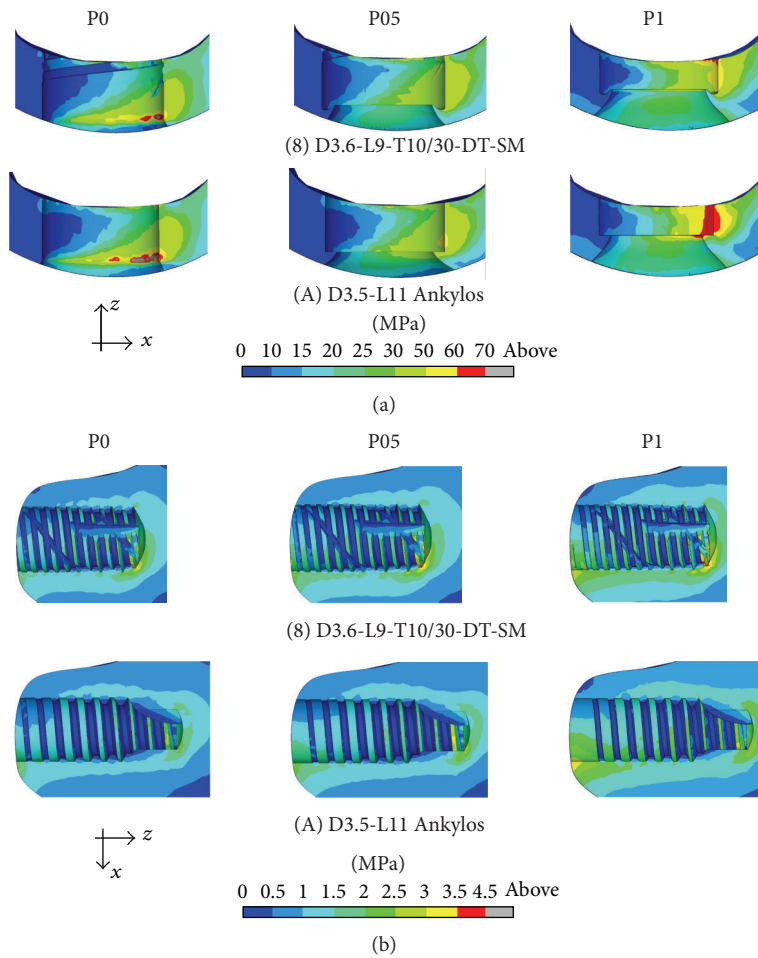 P0 P05 P1
(8) D3.6-L9-T10/30-DT-SM
(A) D3.5-L11 Ankylos
z
x
(MPa)
0 10 15 20 25 30 50 60 70 Above
(a)
P0 P05 P1
(8) D3.6-L9-T10/30-DT-SM
(A) D3.5-L11 Ankylos
z
x
(MPa)
0 0.5 1 1.5 2 2.5 3 3.5 4.5 Above
(b)